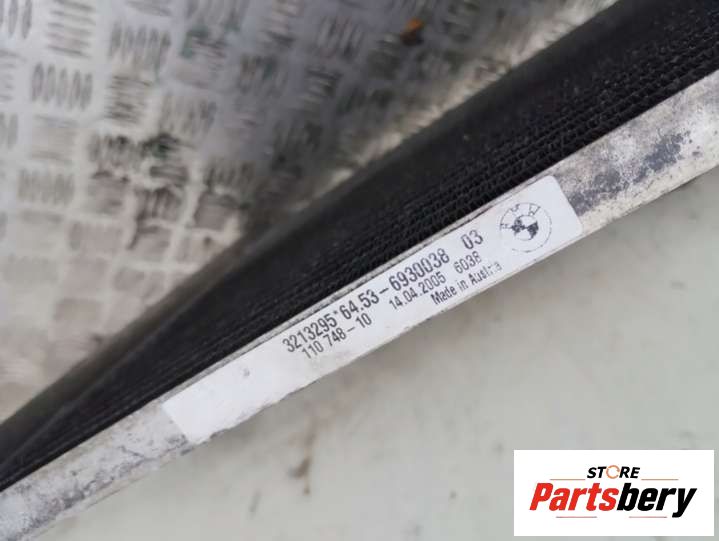 3213295*64.53-6930038 03
110 748-10 14.04.2005 6038
Made in Austria
STORE
Partsbery